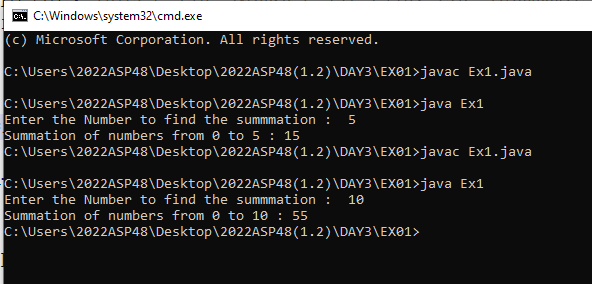 C:\Windows\system32\cmd.exe
(c) Microsoft Corporation. All rights reserved.
C:\Users\2022ASP48\Desktop\2022ASP48(1.2)\DAY3\EX01>javac Ex1.java
C:\Users\2022ASP48\Desktop\2022ASP48(1.2)\DAY3\EX01>java Ex1
Enter the Number to find the summmation :  5
Summation of numbers from 0 to 5 : 15
C:\Users\2022ASP48\Desktop\2022ASP48(1.2)\DAY3\EX01>javac Ex1.java
C:\Users\2022ASP48\Desktop\2022ASP48(1.2)\DAY3\EX01>java Ex1
Enter the Number to find the summmation :  10
Summation of numbers from 0 to 10 : 55
C:\Users\2022ASP48\Desktop\2022ASP48(1.2)\DAY3\EX01>